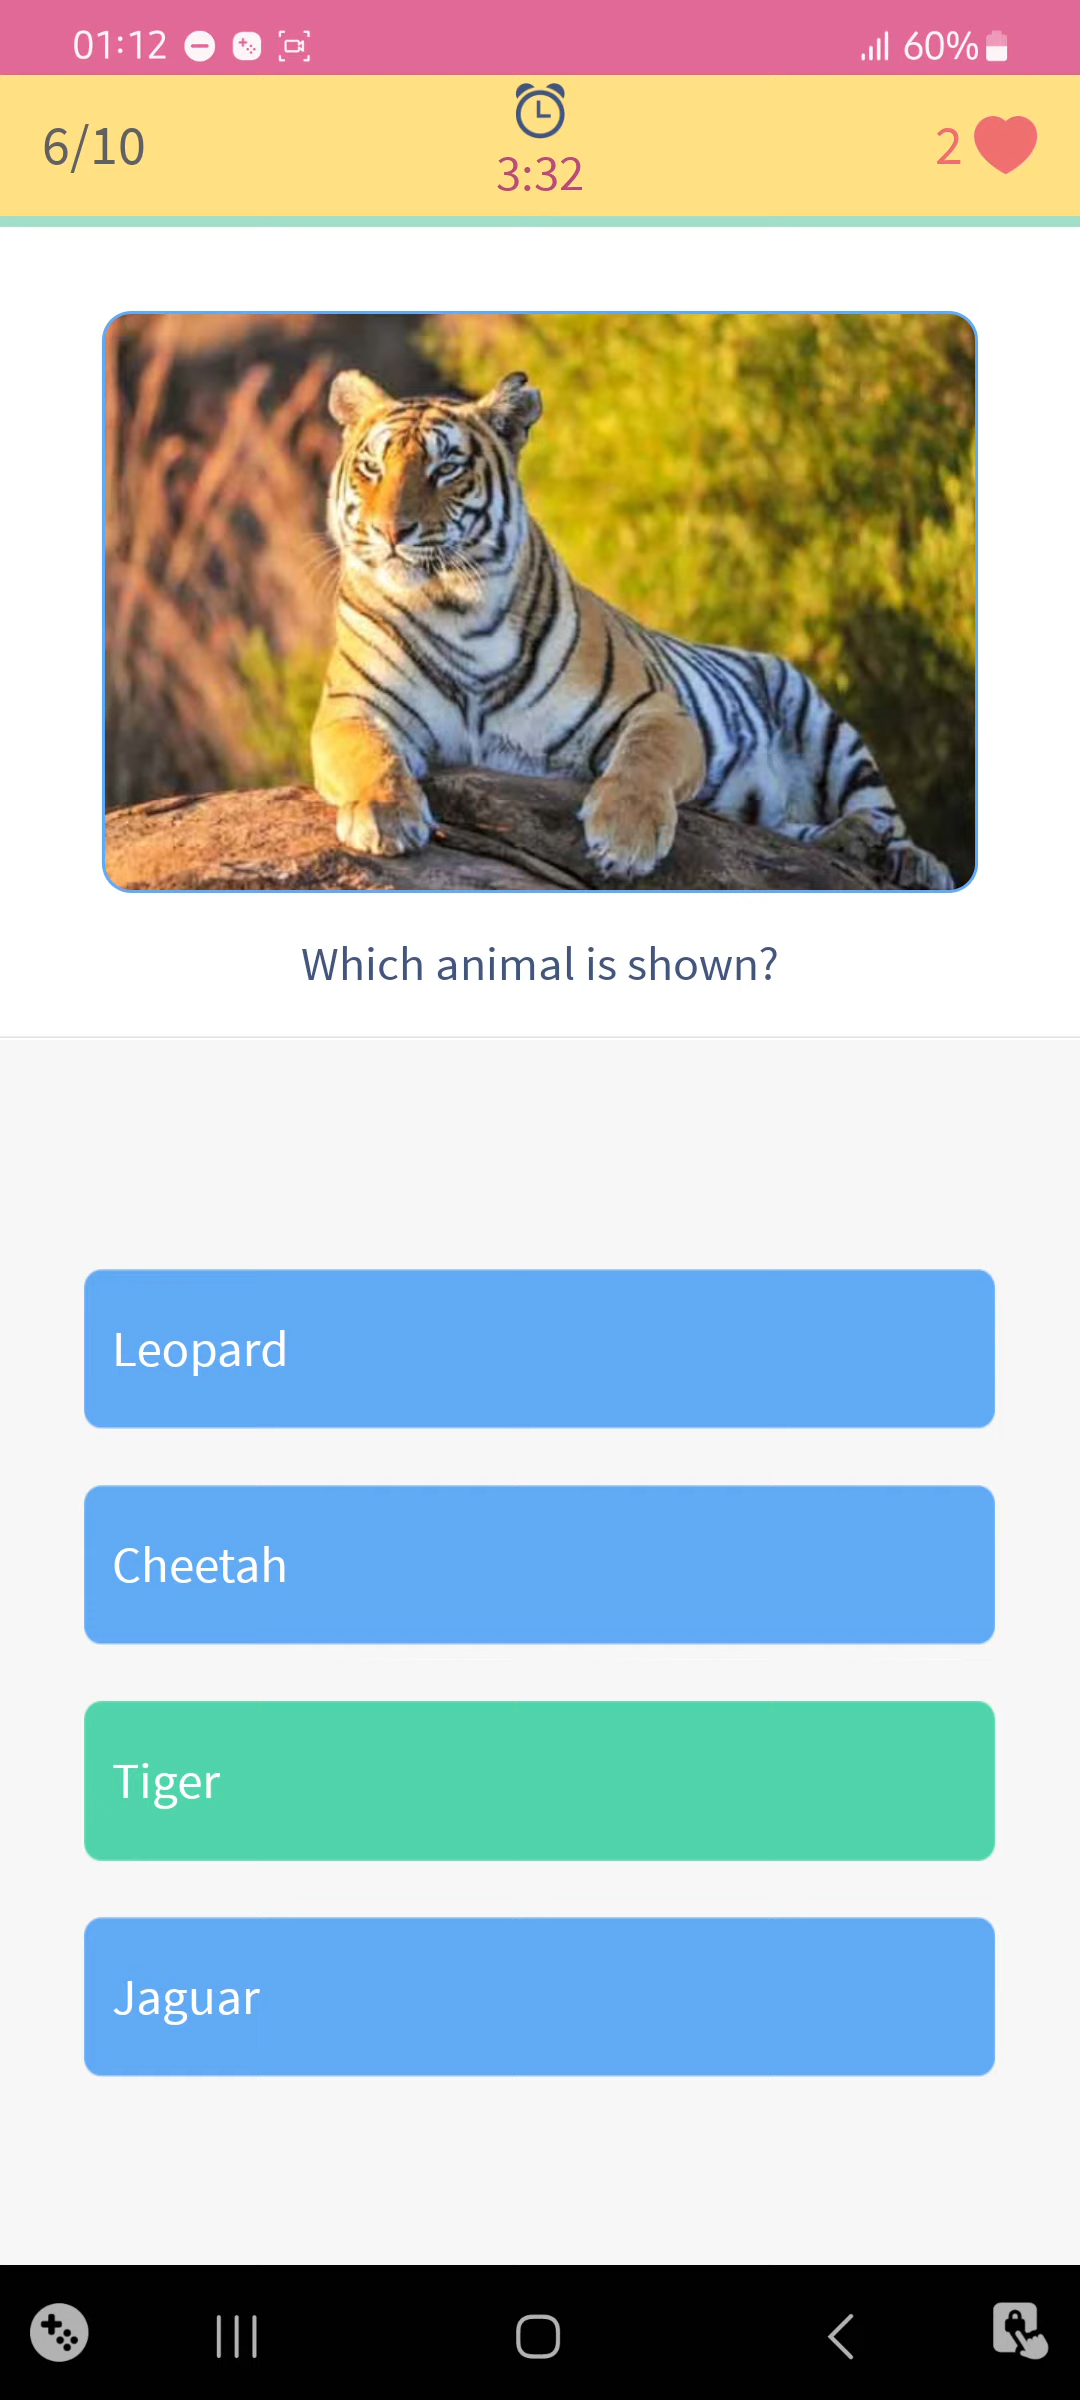 01:12 60%
6/10
3:32
2
Which animal is shown?
Leopard
Cheetah
Tiger
Jaguar